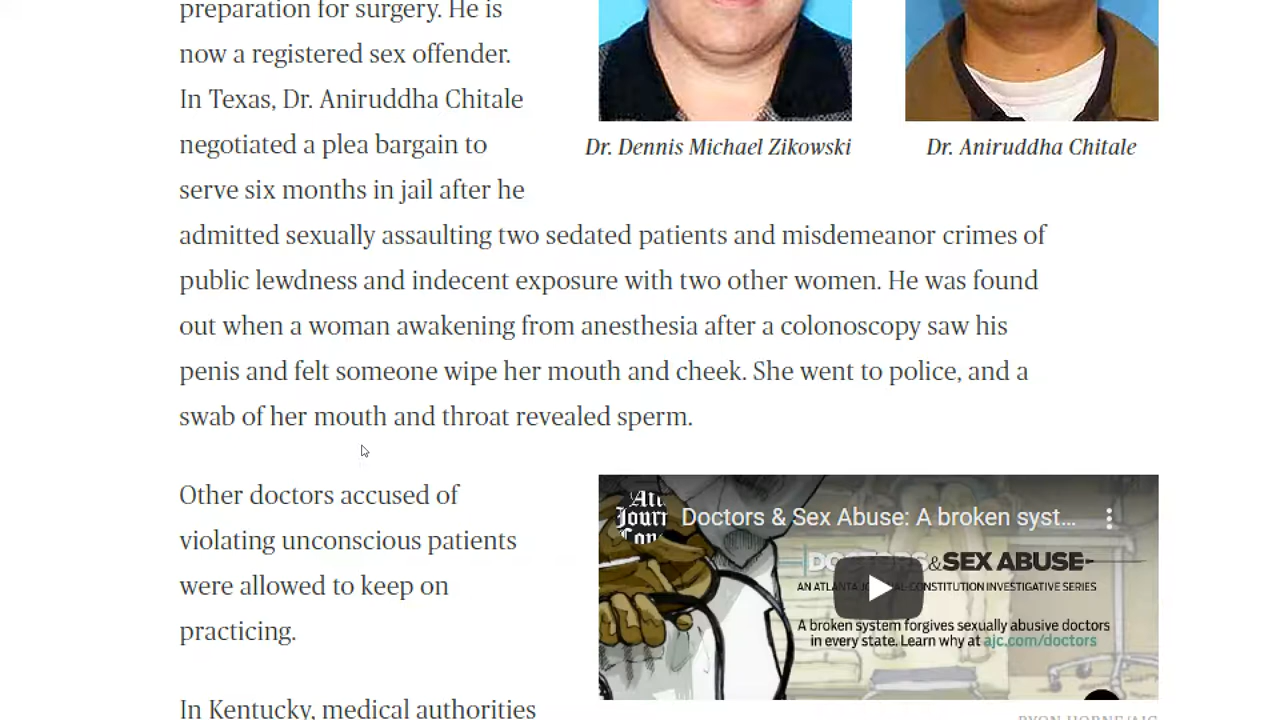 preparation for surgery. He is
now a registered sex offender.
In Texas, Dr. Aniruddha Chitale
negotiated a plea bargain to
serve six months in jail after he
admitted sexually assaulting two sedated patients and misdemeanor crimes of
public lewdness and indecent exposure with two other women. He was found
out when a woman awakening from anesthesia after a colonoscopy saw his
penis and felt someone wipe her mouth and cheek. She went to police, and a
swab of her mouth and throat revealed sperm.
Dr. Dennis Michael Zikowski
Dr. Aniruddha Chitale
Other doctors accused of
violating unconscious patients
were allowed to keep on
practicing.
In Kentucky, medical authorities
Doctors & Sex Abuse: A broken syst...
DOCTORS & SEX ABUSE
AN ATLANTA JOURNAL-CONSTITUTION INVESTIGATIVE SERIES
A broken system forgives sexually abusive doctors
in every state. Learn why at ajc.com/doctors
RYON HORNE/AJC